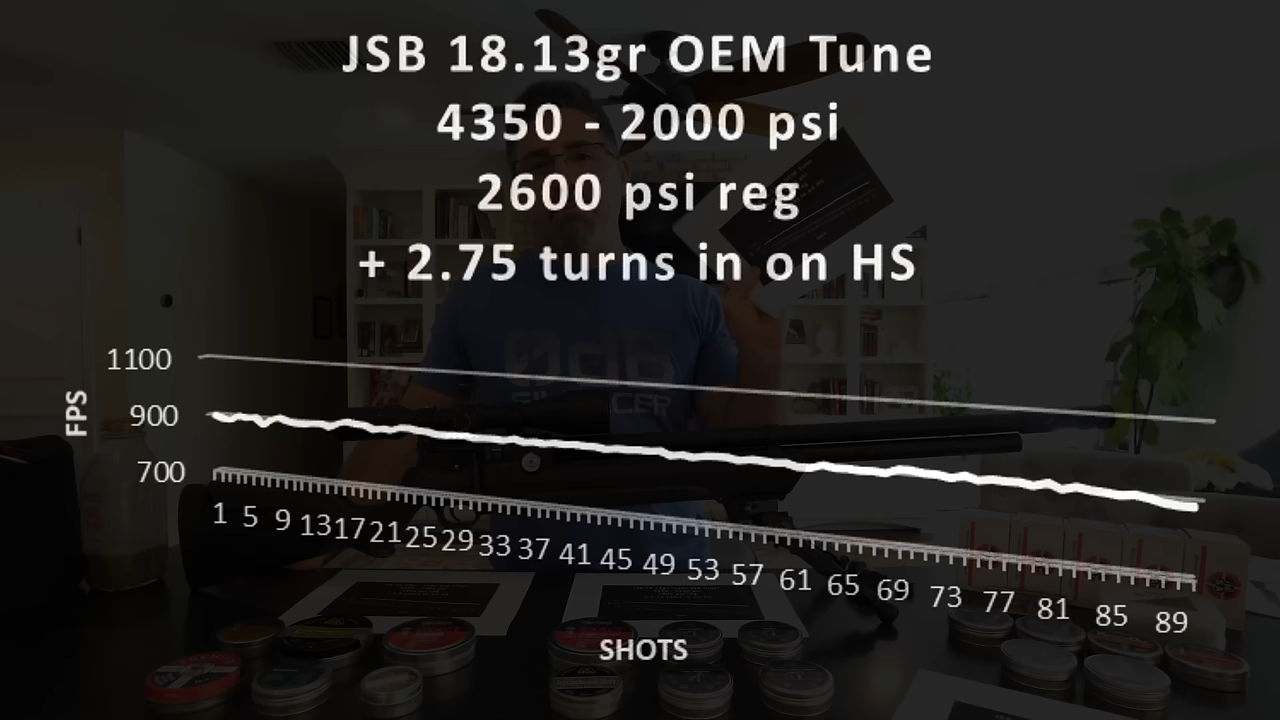 JSB 18.13gr OEM Tune
4350 - 2000 psi
2600 psi reg
+ 2.75 turns in on HS
1100
900
700
FPS
1 5 9 13 17 21 25 29 33 37 41 45 49 53 57 61 65 69 73 77 81 85 89
SHOTS